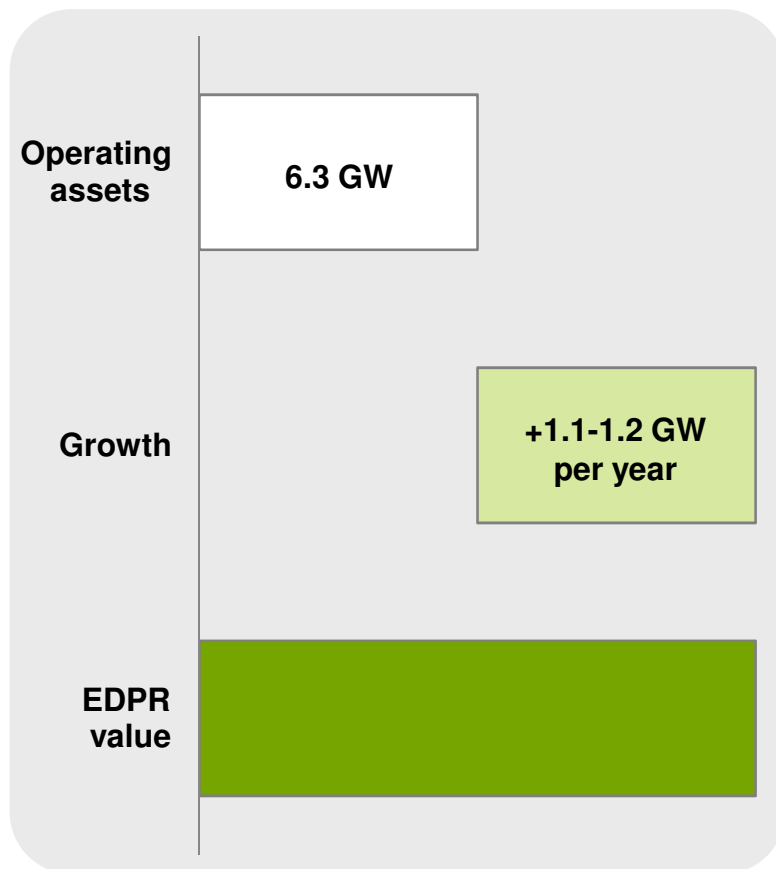 Operating
assets
6.3 GW
Growth
+1.1-1.2 GW
per year
EDPR
value